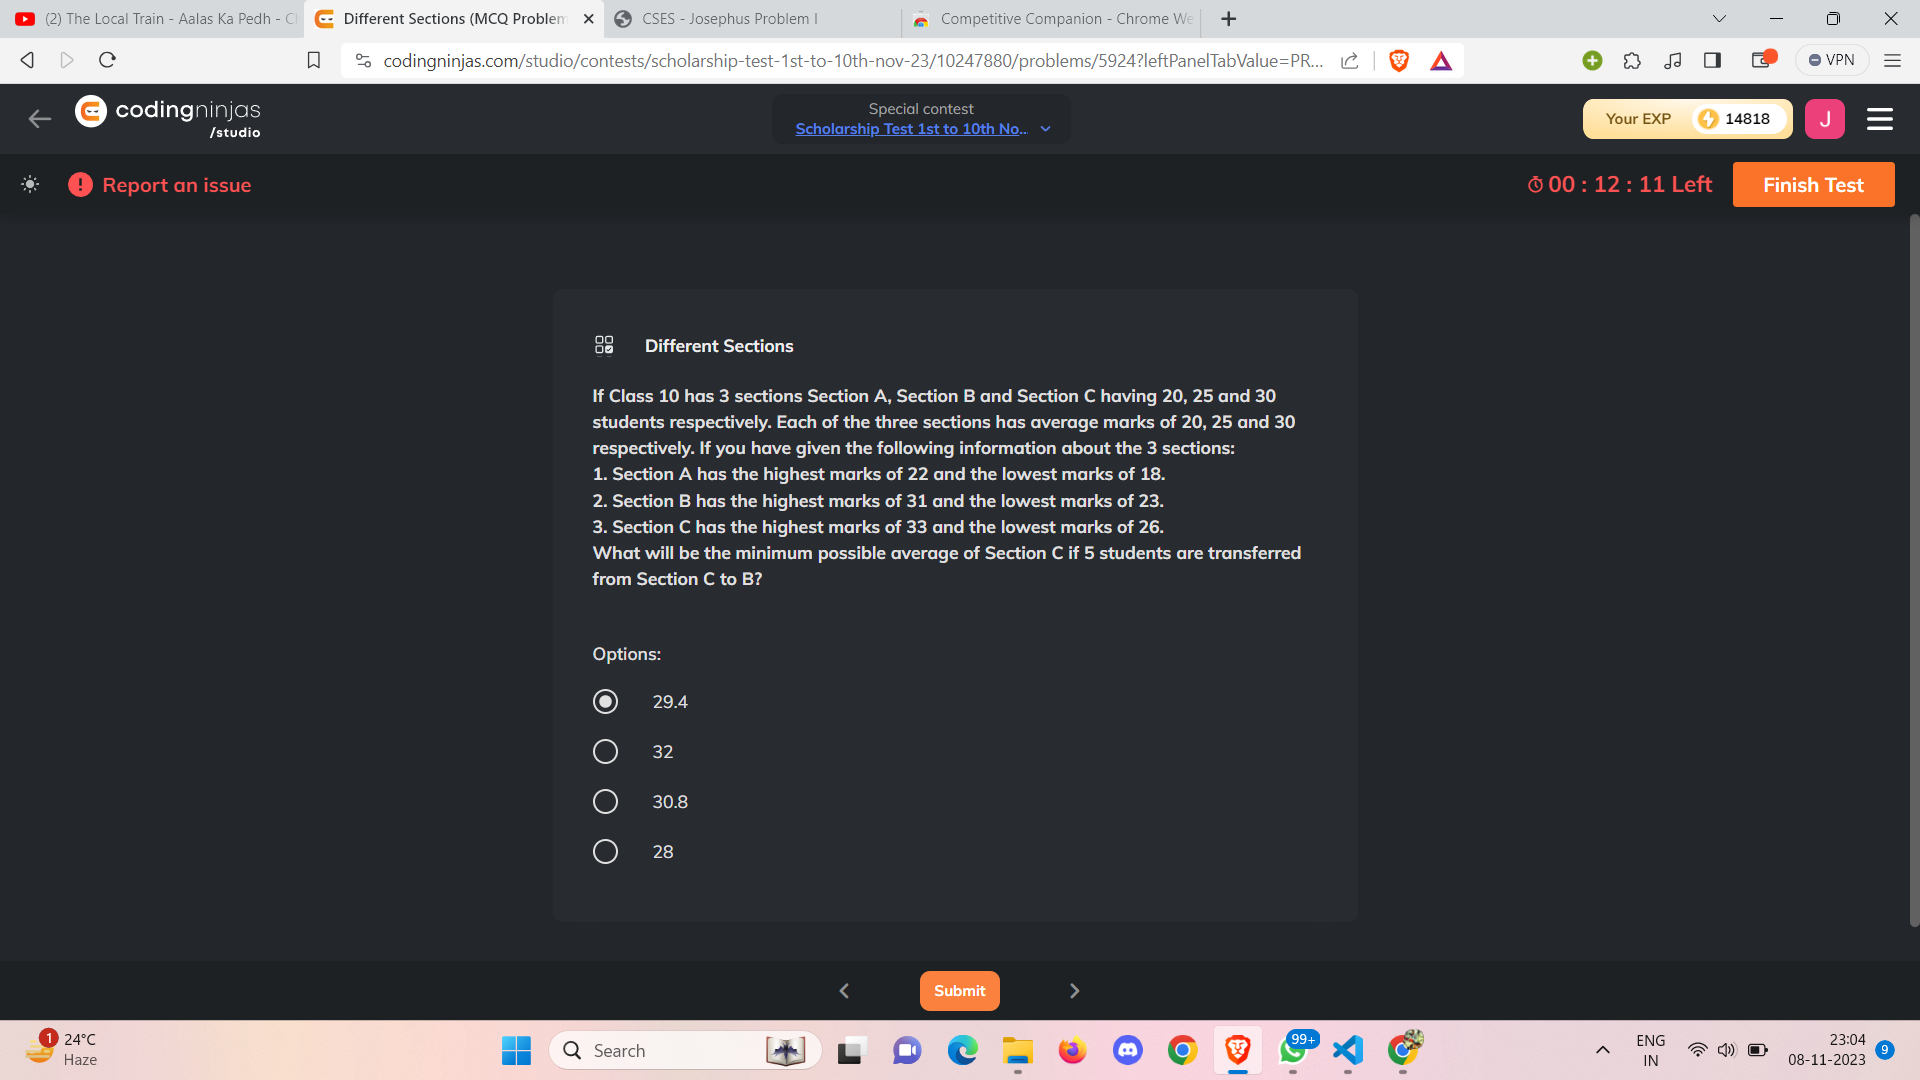 (2) The Local Train - Aalas Ka Pedh - C
Different Sections (MCQ Problem
CSES - Josephus Problem I
Competitive Companion - Chrome We
codingninjas.com/studio/contests/scholarship-test-1st-to-10th-nov-23/10247880/problems/5924?leftPanelTabValue=PR...
VPN
codingninjas
/studio
Special contest
Scholarship Test 1st to 10th No...
Your EXP 14818
J
Report an issue
00 : 12 : 11 Left
Finish Test
Different Sections
If Class 10 has 3 sections Section A, Section B and Section C having 20, 25 and 30
students respectively. Each of the three sections has average marks of 20, 25 and 30
respectively. If you have given the following information about the 3 sections:
1. Section A has the highest marks of 22 and the lowest marks of 18.
2. Section B has the highest marks of 31 and the lowest marks of 23.
3. Section C has the highest marks of 33 and the lowest marks of 26.
What will be the minimum possible average of Section C if 5 students are transferred
from Section C to B?
Options:
29.4
32
30.8
28
Submit
1
24°C
Haze
Search
99+
ENG
IN
23:04
08-11-2023
9